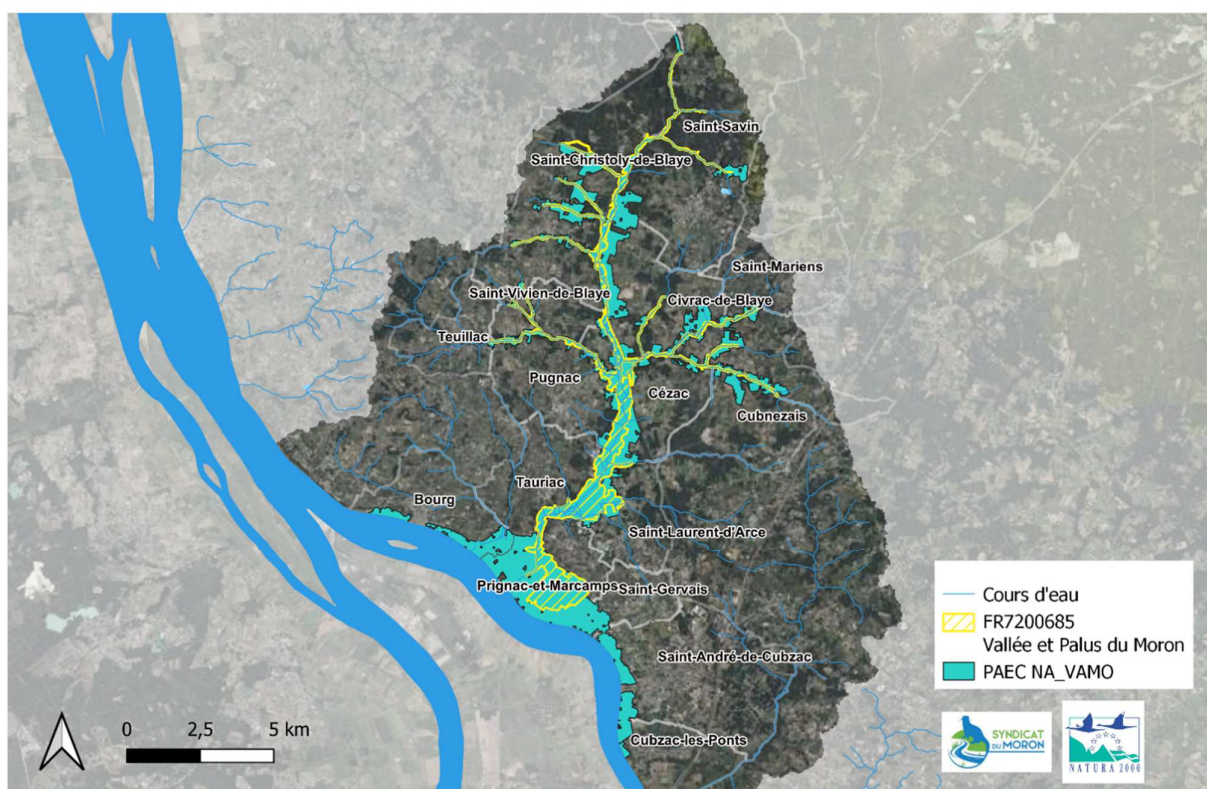 Saint-Savin
Saint-Christoly-de-Blaye
Saint-Mariens
Saint-Vivien-de-Blaye
Civrac-de-Blaye
Teuillac
Pugnac
Cézac
Cubnezais
Tauriac
Bourg
Saint-Laurent-d'Arce
Prignac-et-Marcamps
Saint-Gervais
Saint-André-de-Cubzac
Cubzac-les-Ponts
Cours d'eau
FR7200685
Vallée et Palus du Moron
PAEC NA_VAMO
0 2,5 5 km
SYNDICAT
DU MORON
NATURA 2000